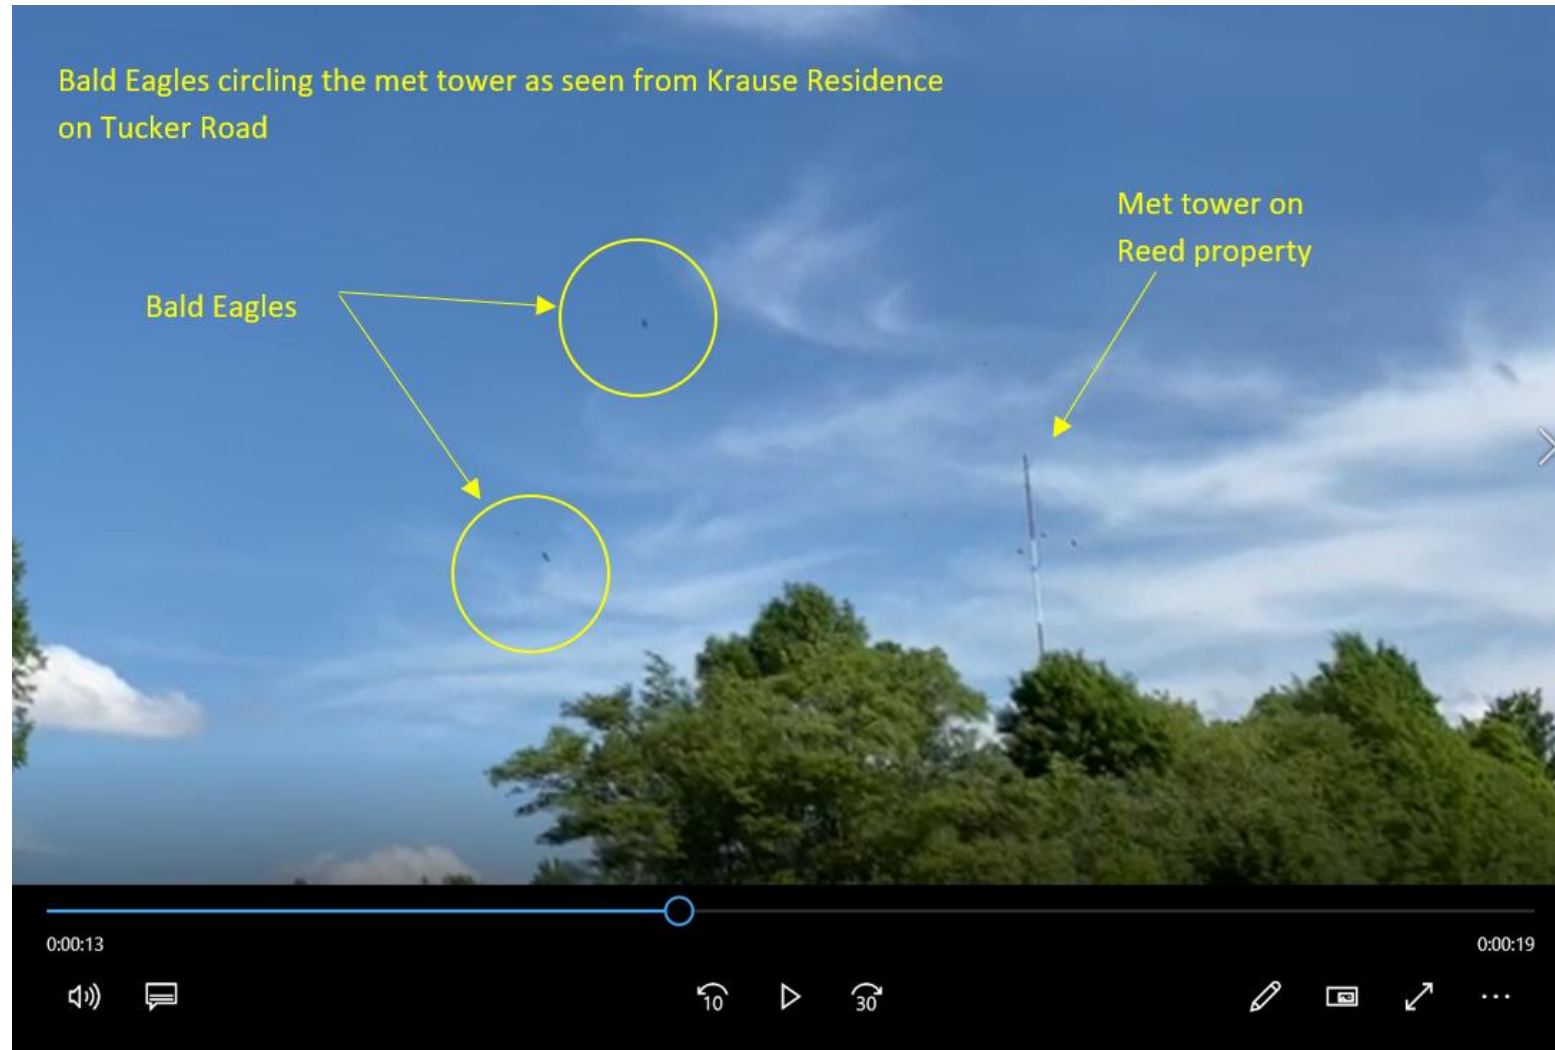 Bald Eagles circling the met tower as seen from Krause Residence
on Tucker Road
Met tower on
Reed property
Bald Eagles
0:00:13
0:00:19
10
30